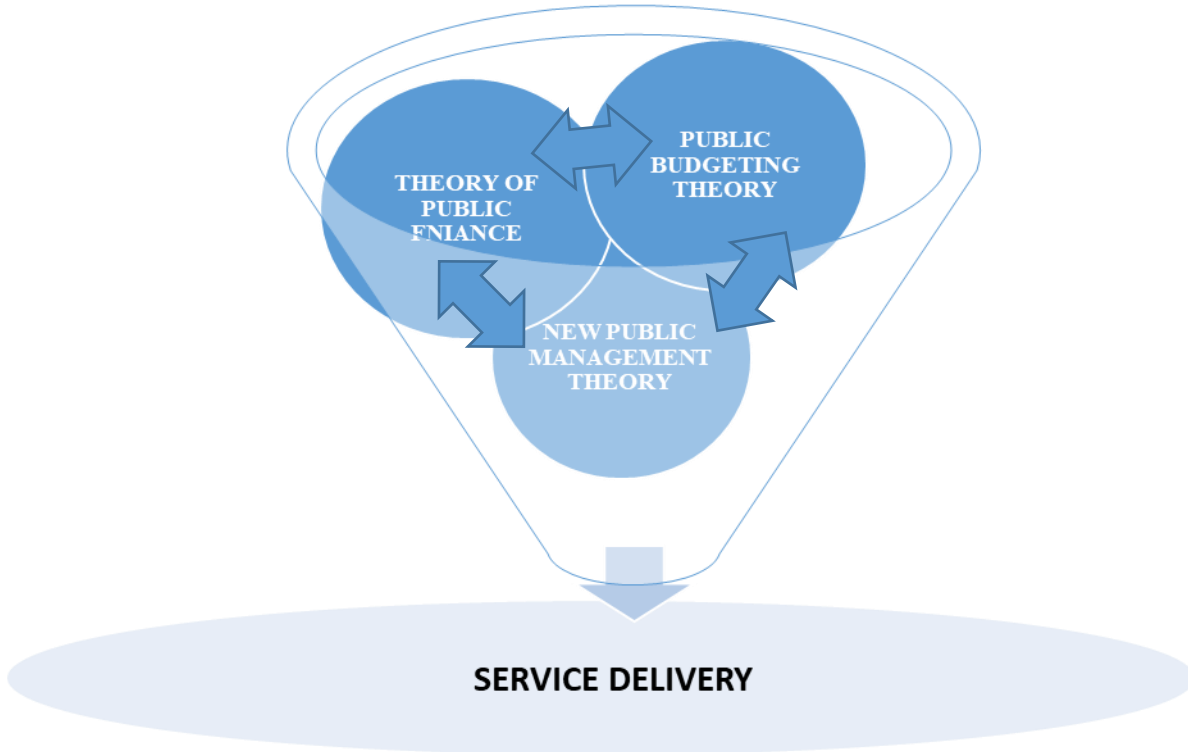 THEORY OF
PUBLIC
FNIANCE
PUBLIC
BUDGETING
THEORY
NEW PUBLIC
MANAGEMENT
THEORY
SERVICE DELIVERY